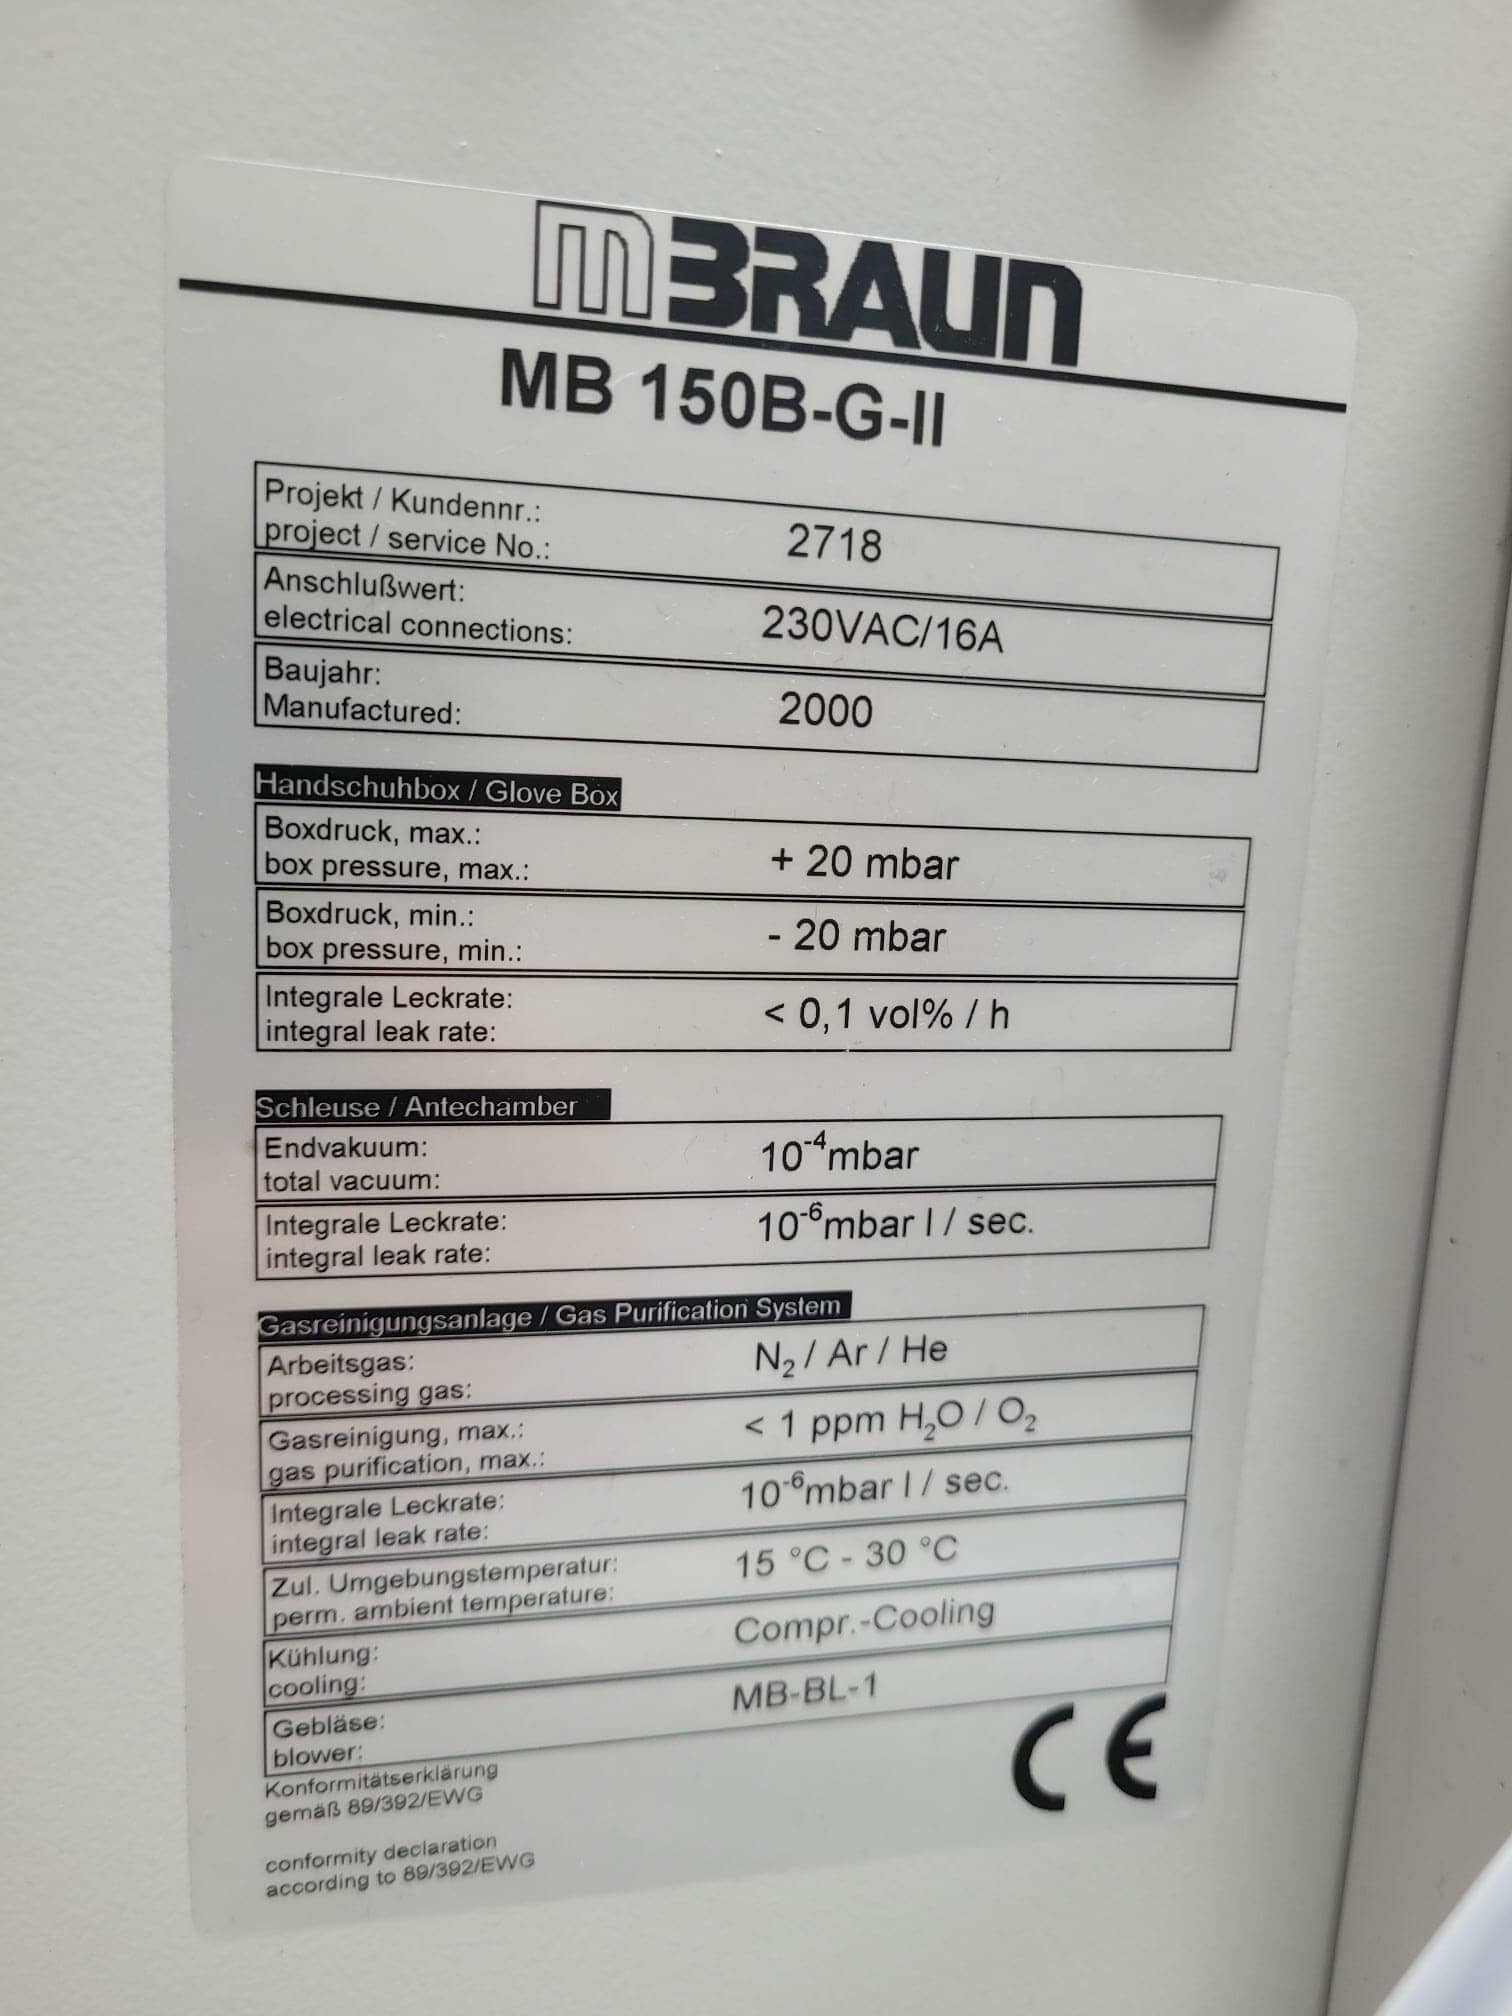 mBRAUN
MB 150B-G-II
Projekt / Kundennr.:
project / service No.:
2718
Anschlußwert:
electrical connections:
230VAC/16A
Baujahr:
Manufactured:
2000
Handschuhbox / Glove Box
Boxdruck, max.:
box pressure, max.:
+ 20 mbar
Boxdruck, min.:
box pressure, min.:
- 20 mbar
Integrale Leckrate:
integral leak rate:
< 0,1 vol% / h
Schleuse / Antechamber
Endvakuum:
total vacuum:
10⁻⁴mbar
Integrale Leckrate:
integral leak rate:
10⁻⁶mbar l / sec.
Gasreinigungsanlage / Gas Purification System
Arbeitsgas:
processing gas:
N₂ / Ar / He
Gasreinigung, max.:
gas purification, max.:
< 1 ppm H₂O / O₂
Integrale Leckrate:
integral leak rate:
10⁻⁶mbar l / sec.
Zul. Umgebungstemperatur:
perm. ambient temperature:
15 °C - 30 °C
Kühlung:
cooling:
Compr.-Cooling
Gebläse:
blower:
MB-BL-1
Konformitätserklärung
gemäß 89/392/EWG
conformity declaration
according to 89/392/EWG
CE